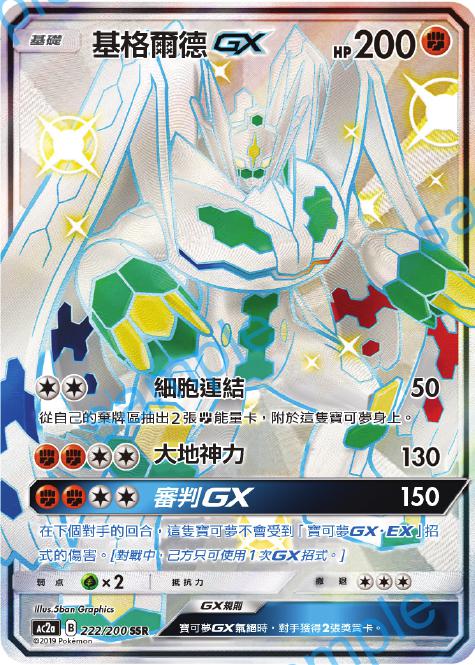 基礎 基格爾德GX HP200
細胞連結 50
從自己的棄牌區抽出2張能量卡，附於這隻寶可夢身上。
大地神力 130
審判GX 150
在下個對手的回合，這隻寶可夢不會受到「寶可夢GX・EX」招
式的傷害。[對戰中，己方只可使用1次GX招式。]
弱點 ×2 抵抗力 撤退
Illus.5ban Graphics GX規則
AC2a B 222/200 SSR 寶可夢GX氣絕時，對手獲得2張獎賞卡。
©2019 Pokémon
sample